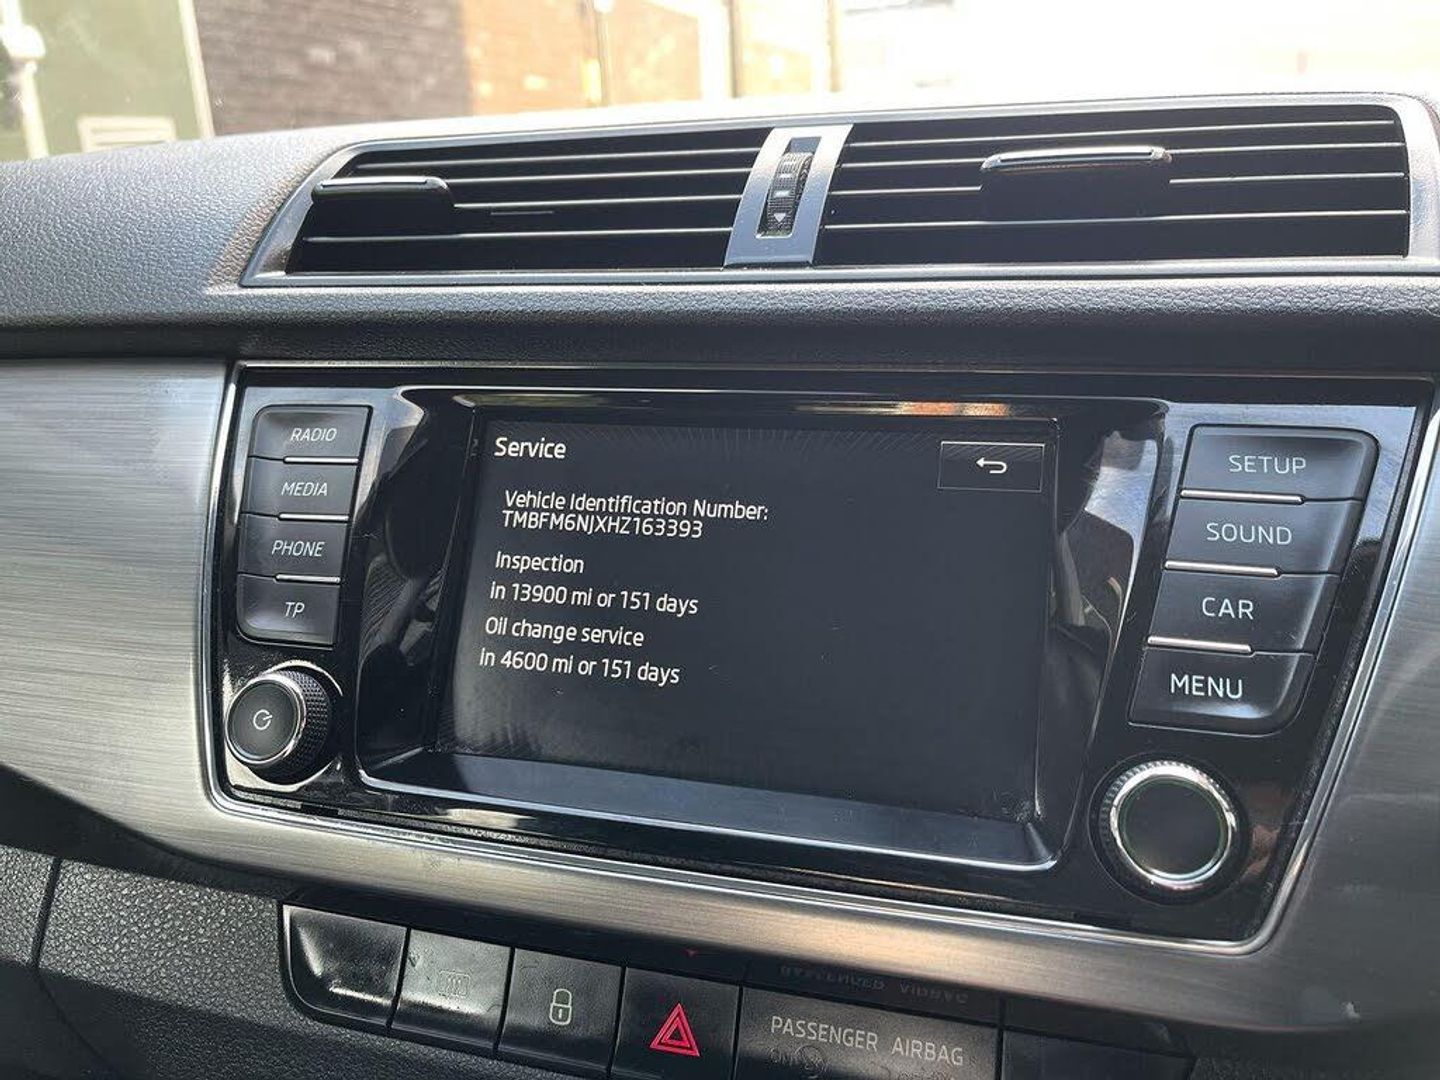 RADIO
MEDIA
PHONE
TP
Service
Vehicle Identification Number:
TMBFM6NJXHZ163393
Inspection
in 13900 mi or 151 days
Oil change service
in 4600 mi or 151 days
SETUP
SOUND
CAR
MENU
PASSENGER AIRBAG